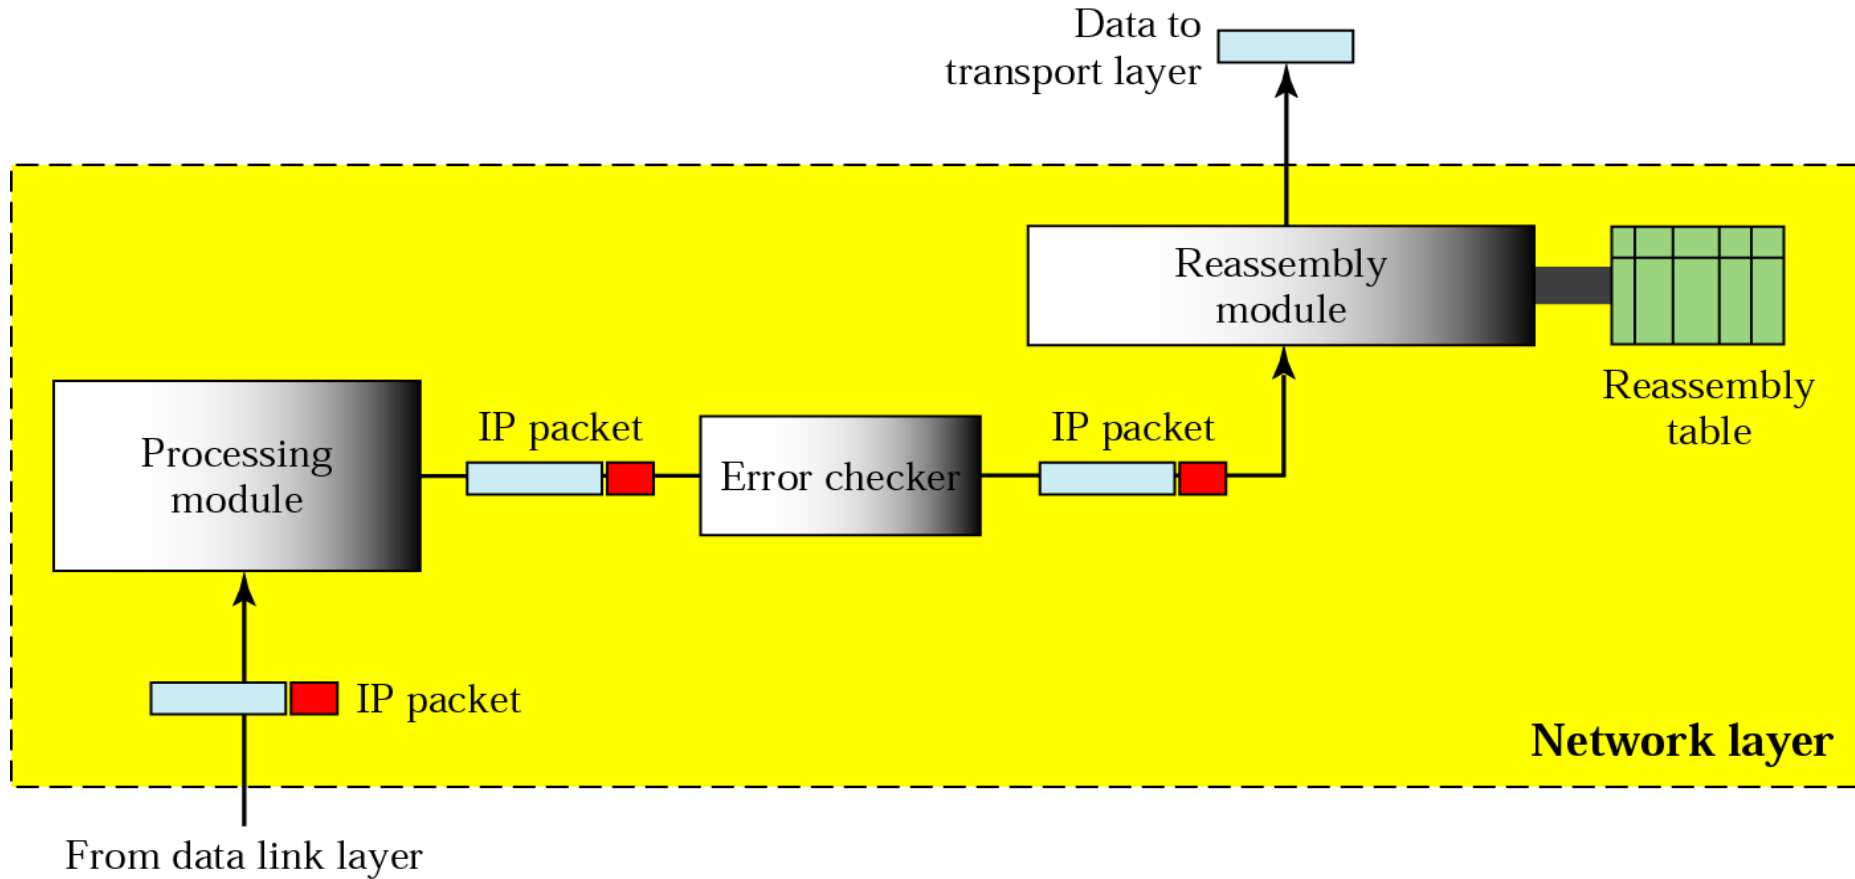 Data to
transport layer
Reassembly
module
Reassembly
table
Processing
module
IP packet
Error checker
IP packet
IP packet
Network layer
From data link layer